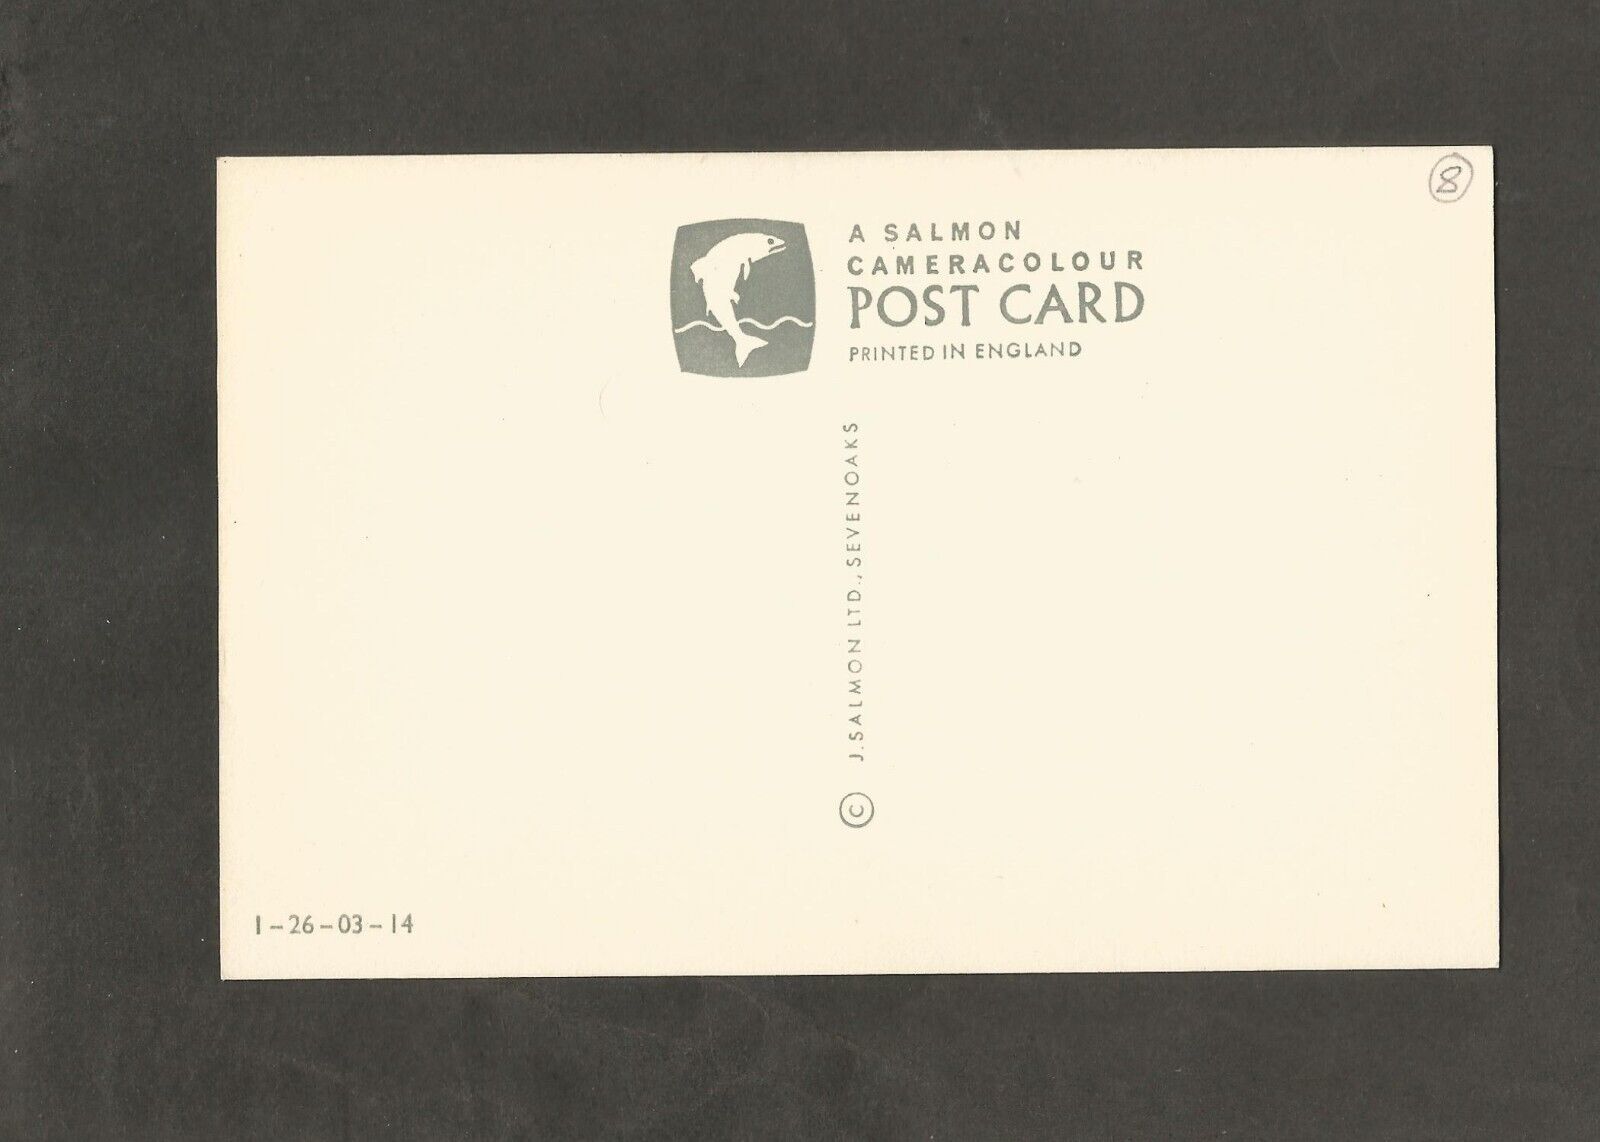 8
A SALMON
CAMERACOLOUR
POST CARD
PRINTED IN ENGLAND
© J. SALMON LTD., SEVENOAKS
1-26-03-14